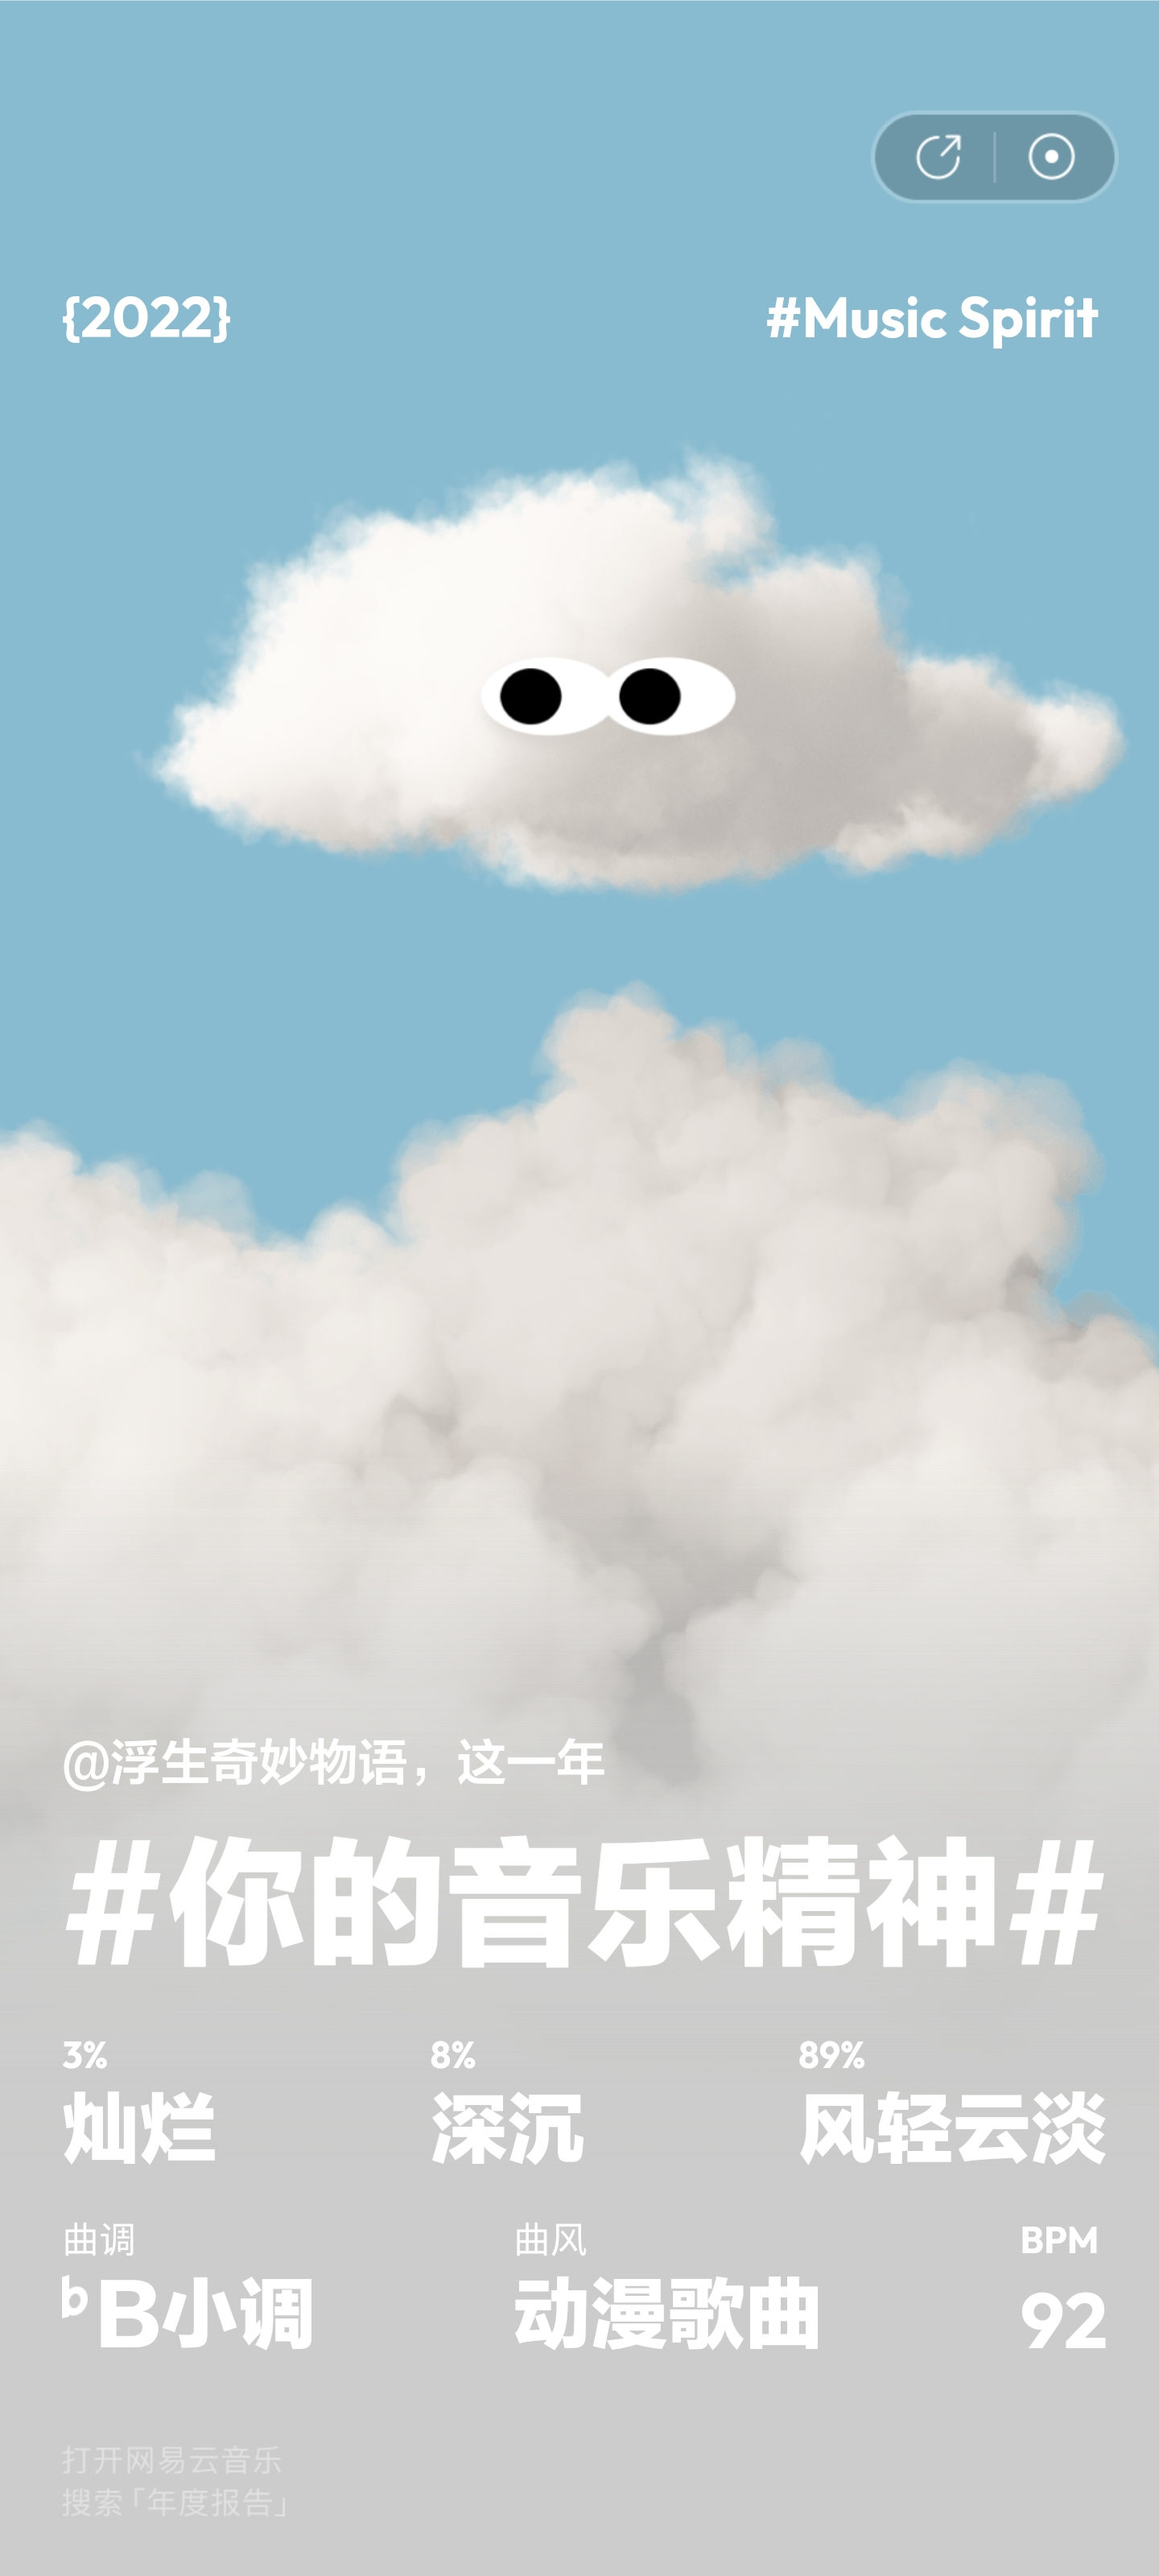 {2022} #Music Spirit
@浮生奇妙物语，这一年
#你的音乐精神#
3% 8% 89%
灿烂 深沉 风轻云淡
曲调 曲风 BPM
♭B小调 动漫歌曲 92
打开网易云音乐
搜索「年度报告」